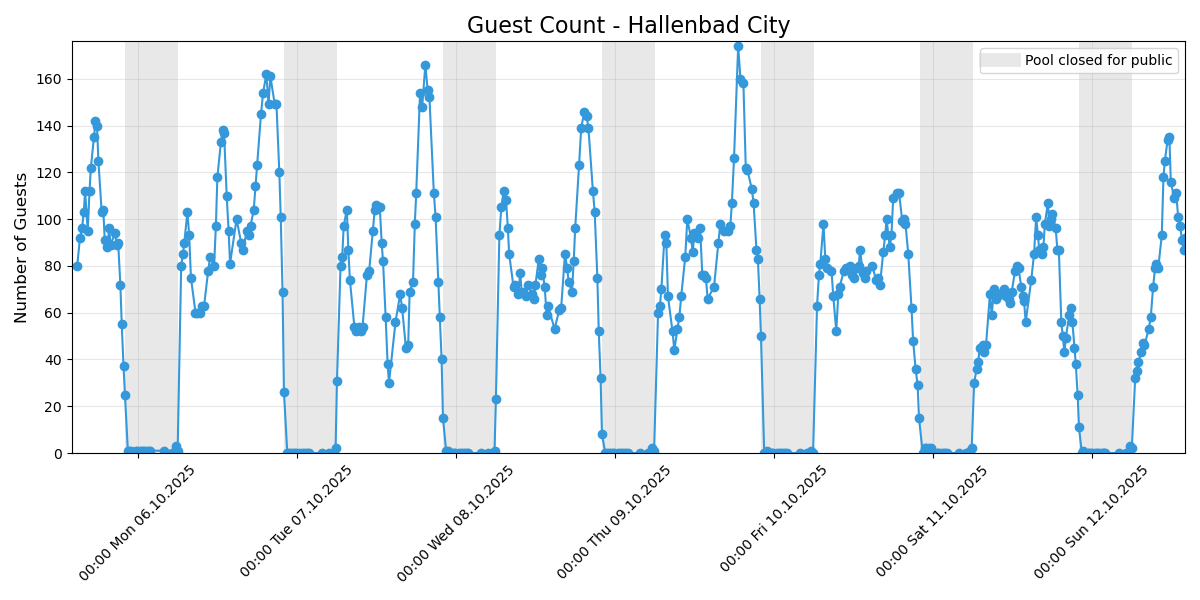 Guest Count - Hallenbad City
Pool closed for public
Number of Guests
160
140
120
100
80
60
40
20
0
00:00 Mon 06.10.2025
00:00 Tue 07.10.2025
00:00 Wed 08.10.2025
00:00 Thu 09.10.2025
00:00 Fri 10.10.2025
00:00 Sat 11.10.2025
00:00 Sun 12.10.2025